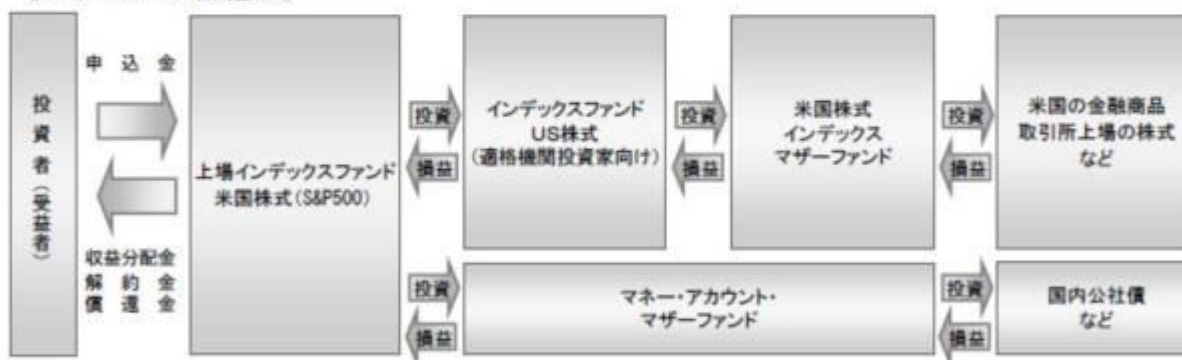 投資者(受益者)
申込金
収益分配金
解約金
償還金
上場インデックスファンド
米国株式(S&P500)
投資
損益
インデックスファンド
US株式
(適格機関投資家向け)
投資
損益
米国株式
インデックス
マザーファンド
投資
損益
米国の金融商品
取引所上場の株式
など
投資
損益
マネー・アカウント・
マザーファンド
投資
損益
国内公社債
など